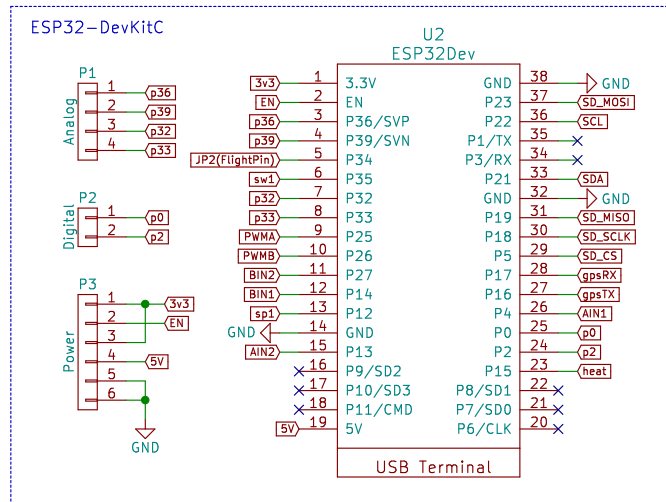 ESP32-DevKitC
P1
Analog
1 p36
2 p39
3 p32
4 p33
P2
Digital
1 p0
2 p2
P3
Power
1 3v3
2 EN
3
4 5V
5
6
GND
U2
ESP32Dev
3v3 1 3.3V
EN 2 EN
p36 3 P36/SVP
p39 4 P39/SVN
JP2(FlightPin) 5 P34
sw1 6 P35
p32 7 P32
p33 8 P33
PWMA 9 P25
PWMB 10 P26
BIN2 11 P27
BIN1 12 P14
sp1 13 P12
GND 14 GND
AIN2 15 P13
16 P9/SD2
17 P10/SD3
18 P11/CMD
5V 19 5V
GND 38 GND
P23 37 SD_MOSI
P22 36 SCL
P1/TX 35
P3/RX 34
P21 33 SDA
GND 32 GND
P19 31 SD_MISO
P18 30 SD_SCLK
P5 29 SD_CS
P17 28 gpsRX
P16 27 gpsTX
P4 26 AIN1
P0 25 p0
P2 24 p2
P15 23 heat
P8/SD1 22
P7/SD0 21
P6/CLK 20
USB Terminal